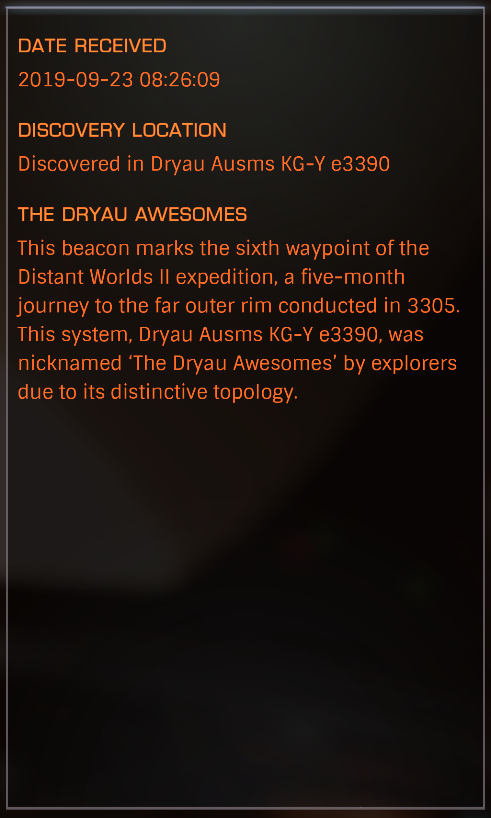 DATE RECEIVED
2019-09-23 08:26:09
DISCOVERY LOCATION
Discovered in Dryau Ausms KG-Y e3390
THE DRYAU AWESOMES
This beacon marks the sixth waypoint of the
Distant Worlds II expedition, a five-month
journey to the far outer rim conducted in 3305.
This system, Dryau Ausms KG-Y e3390, was
nicknamed ‘The Dryau Awesomes’ by explorers
due to its distinctive topology.